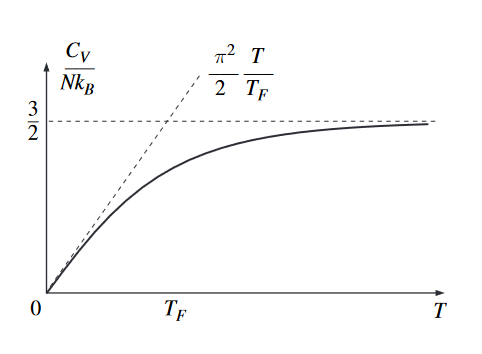 C_V / Nk_B
π² / 2 T / T_F
3 / 2
0
T_F
T